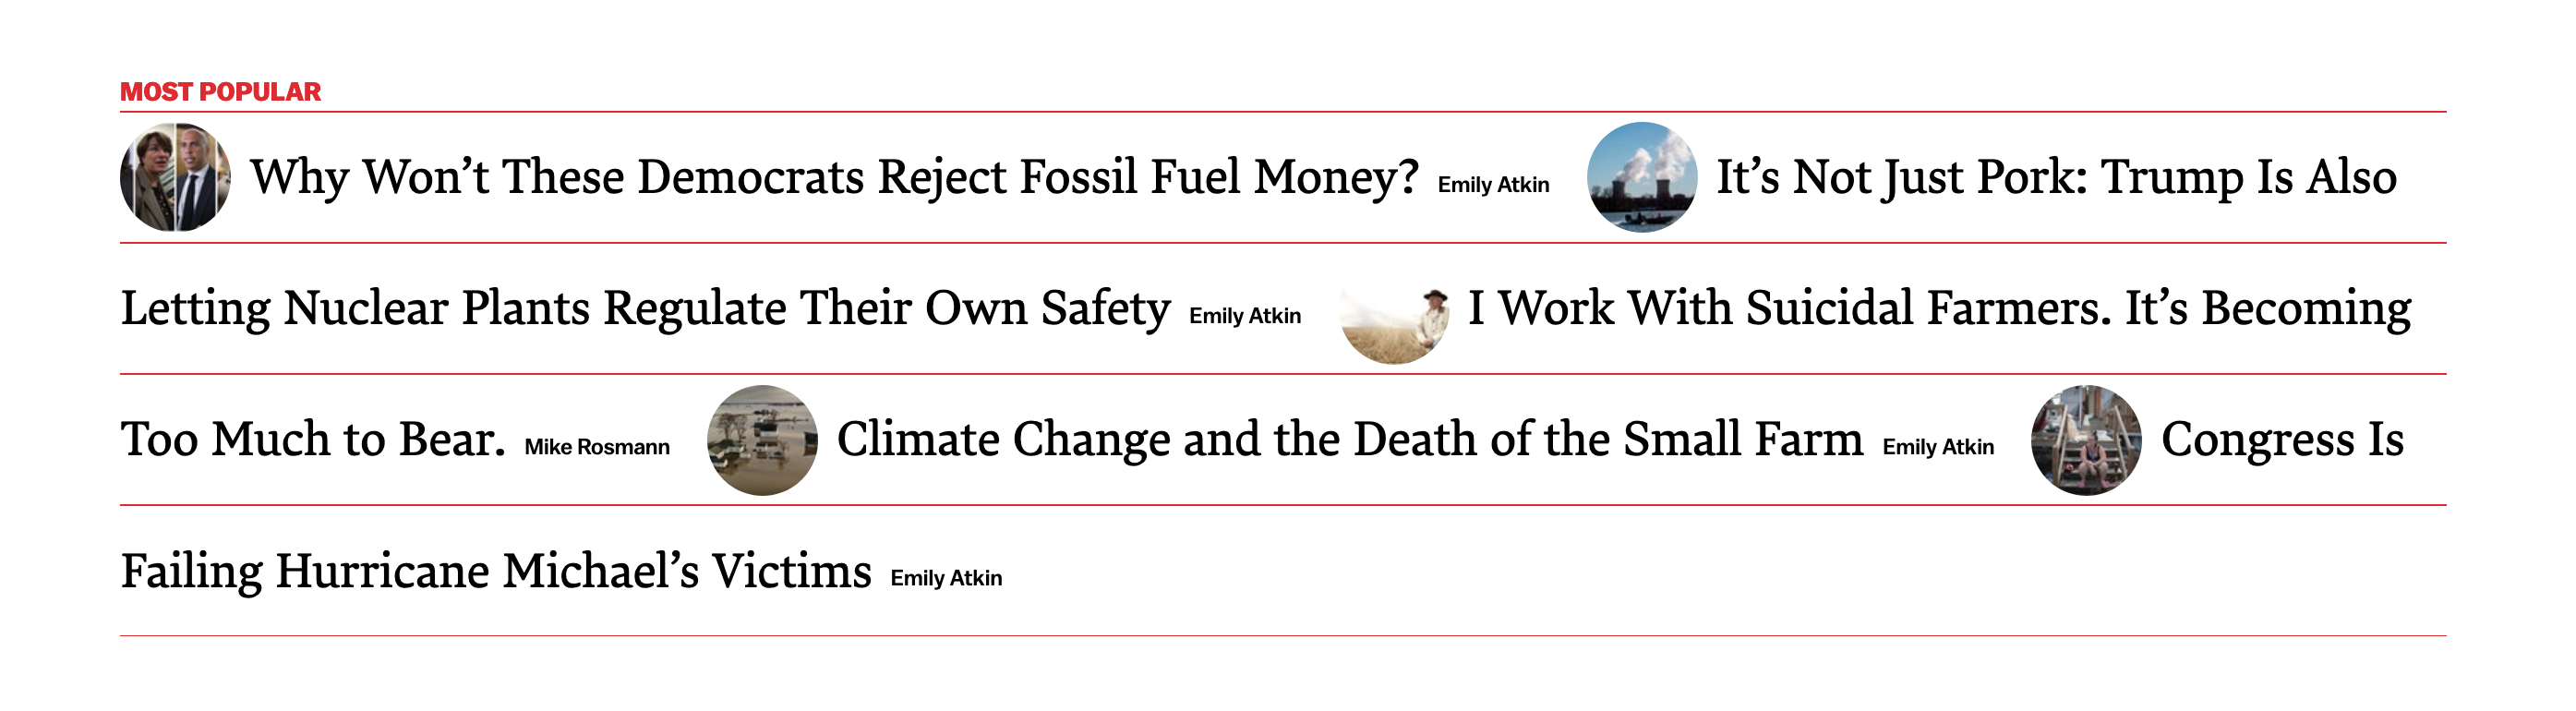 MOST POPULAR
Why Won’t These Democrats Reject Fossil Fuel Money? Emily Atkin It’s Not Just Pork: Trump Is Also
Letting Nuclear Plants Regulate Their Own Safety Emily Atkin I Work With Suicidal Farmers. It’s Becoming
Too Much to Bear. Mike Rosmann Climate Change and the Death of the Small Farm Emily Atkin Congress Is
Failing Hurricane Michael’s Victims Emily Atkin